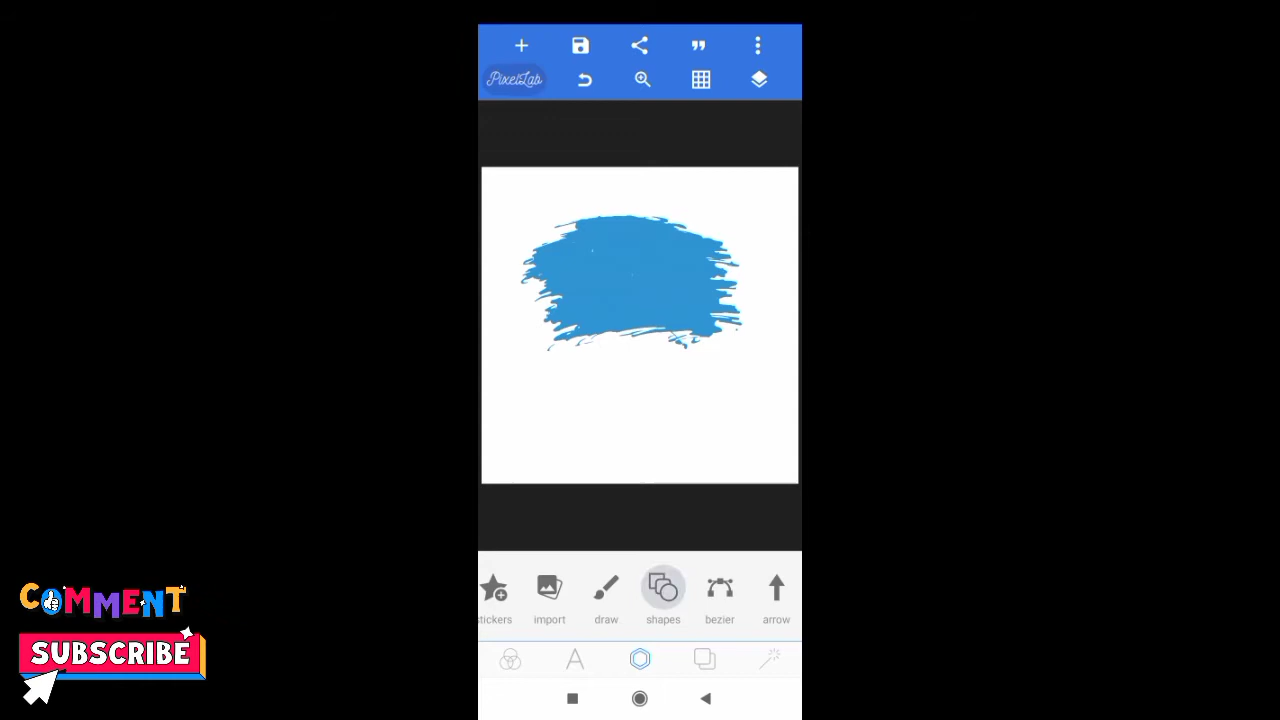 PixelLab
stickers
import
draw
shapes
bezier
arrow
COMMENT
SUBSCRIBE